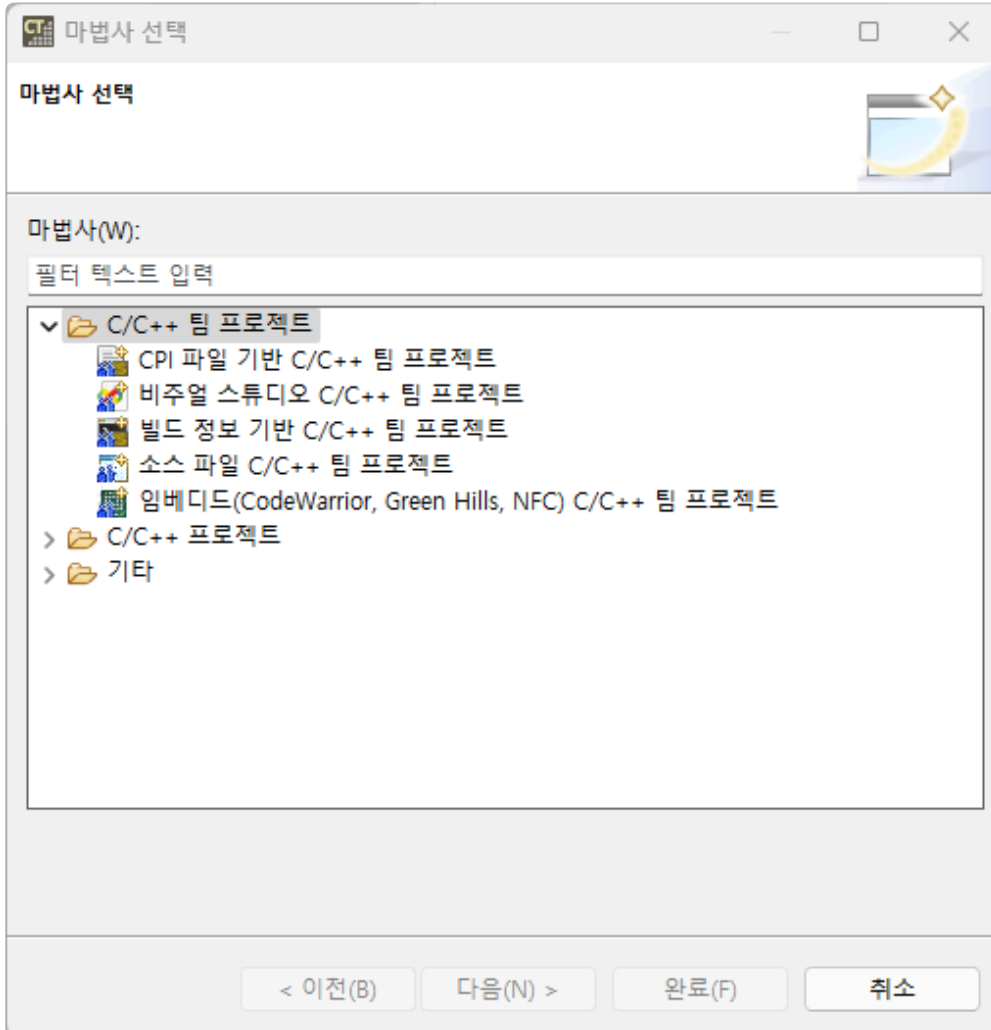 CT 마법사 선택
마법사 선택
마법사(W):
필터 텍스트 입력
C/C++ 팀 프로젝트
CPI 파일 기반 C/C++ 팀 프로젝트
비주얼 스튜디오 C/C++ 팀 프로젝트
빌드 정보 기반 C/C++ 팀 프로젝트
소스 파일 C/C++ 팀 프로젝트
임베디드(CodeWarrior, Green Hills, NFC) C/C++ 팀 프로젝트
C/C++ 프로젝트
기타
< 이전(B) 다음(N) > 완료(F) 취소